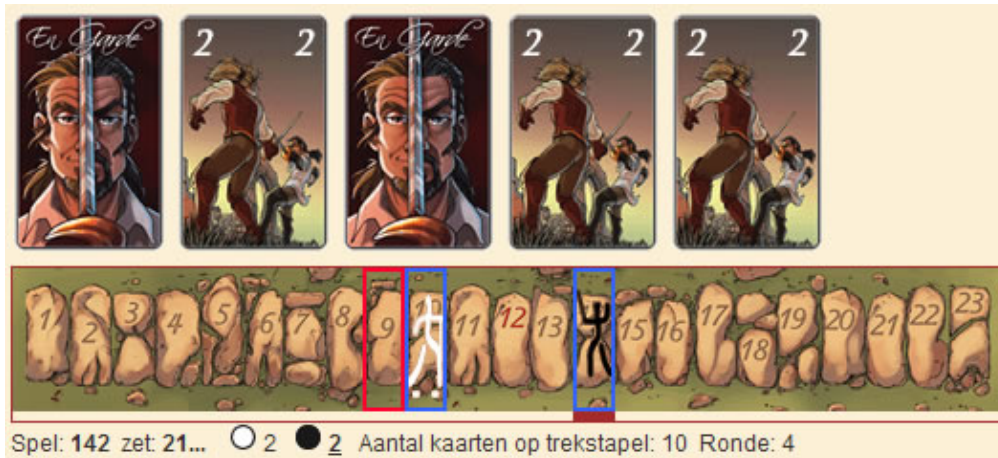 En Garde 2 2 En Garde 2 2 2 2
1 2 3 4 5 6 7 8 9 10 11 12 13 15 16 17 18 19 20 21 22 23
Spel: 142 zet: 21... 2 2 Aantal kaarten op trekstapel: 10 Ronde: 4